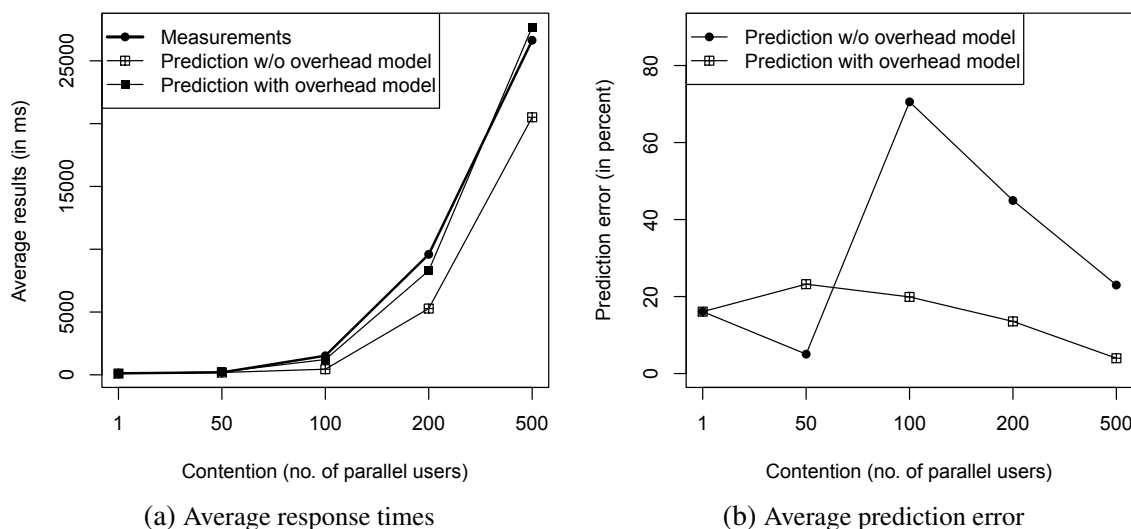 Measurements
Prediction w/o overhead model
Prediction with overhead model
Average results (in ms)
25000
15000
5000
0
1 50 100 200 500
Contention (no. of parallel users)
(a) Average response times
Prediction w/o overhead model
Prediction with overhead model
Prediction error (in percent)
80
60
40
20
0
1 50 100 200 500
Contention (no. of parallel users)
(b) Average prediction error